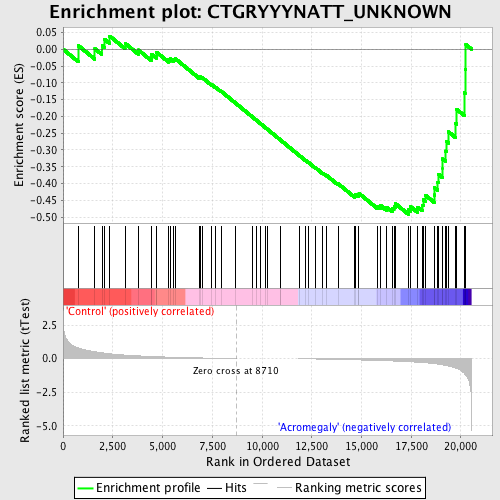 Enrichment plot: CTGRYYYNATT_UNKNOWN
Enrichment score (ES)
0.05
0.00
-0.05
-0.10
-0.15
-0.20
-0.25
-0.30
-0.35
-0.40
-0.45
-0.50
'Control' (positively correlated)
Ranked list metric (tTest)
2.5
0.0
-2.5
-5.0
Zero cross at 8710
'Acromegaly' (negatively correlated)
0
2,500
5,000
7,500
10,000
12,500
15,000
17,500
20,000
Rank in Ordered Dataset
Enrichment profile
Hits
Ranking metric scores